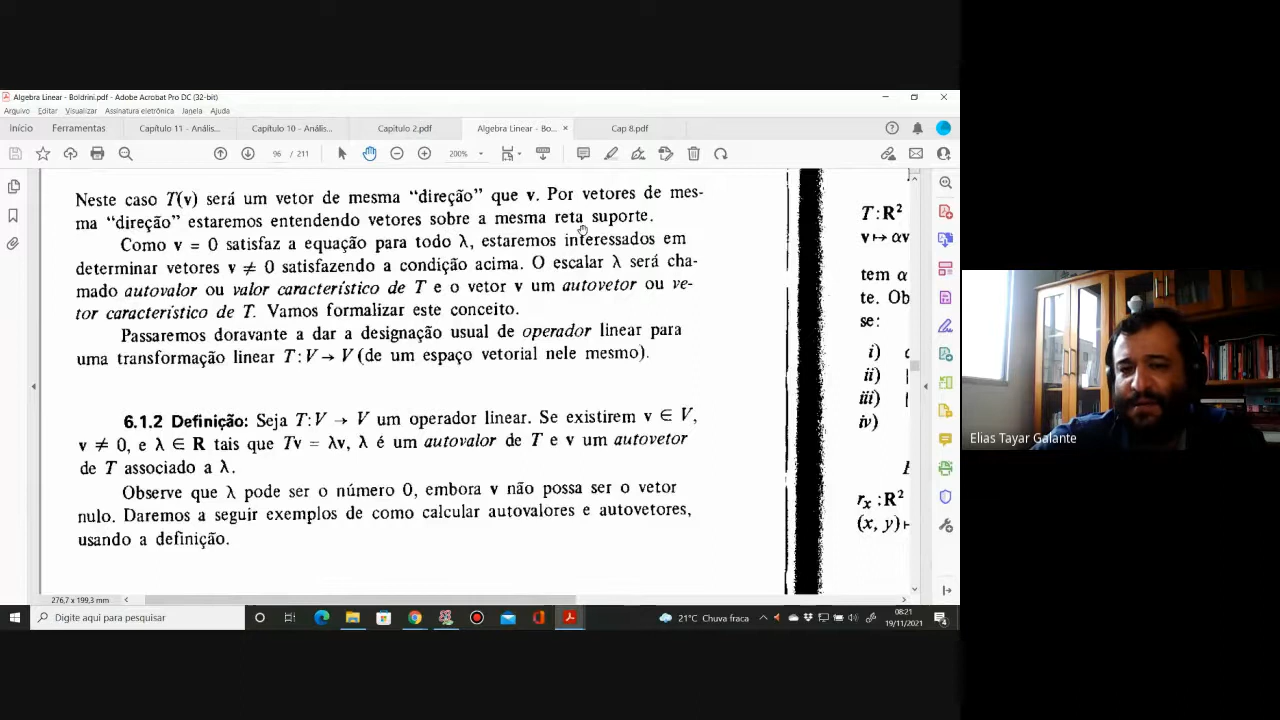 Algebra Linear - Boldrini.pdf - Adobe Acrobat Pro DC (32-bit)
Arquivo Editar Visualizar Assinatura eletrônica Janela Ajuda
Início Ferramentas Capítulo 11 - Anális... Capítulo 10 - Anális... Capitulo 2.pdf Algebra Linear - Bo... × Cap 8.pdf
96 / 211 200%
Neste caso T(v) será um vetor de mesma “direção” que v. Por vetores de mes-
ma “direção” estaremos entendendo vetores sobre a mesma reta suporte.
Como v = 0 satisfaz a equação para todo λ, estaremos interessados em
determinar vetores v ≠ 0 satisfazendo a condição acima. O escalar λ será cha-
mado autovalor ou valor característico de T e o vetor v um autovetor ou ve-
tor característico de T. Vamos formalizar este conceito.
Passaremos doravante a dar a designação usual de operador linear para
uma transformação linear T: V → V (de um espaço vetorial nele mesmo).
6.1.2 Definição: Seja T: V → V um operador linear. Se existirem v ∈ V,
v ≠ 0, e λ ∈ R tais que Tv = λv, λ é um autovalor de T e v um autovetor
de T associado a λ.
Observe que λ pode ser o número 0, embora v não possa ser o vetor
nulo. Daremos a seguir exemplos de como calcular autovalores e autovetores,
usando a definição.
T: R²
v ↦ αv
tem α
te. Ob
se:
i)
ii)
iii)
iv)
rₓ : R²
(x, y)
276,7 x 199,3 mm
Elias Tayar Galante
Digite aqui para pesquisar
21°C Chuva fraca
08:21
19/11/2021
4